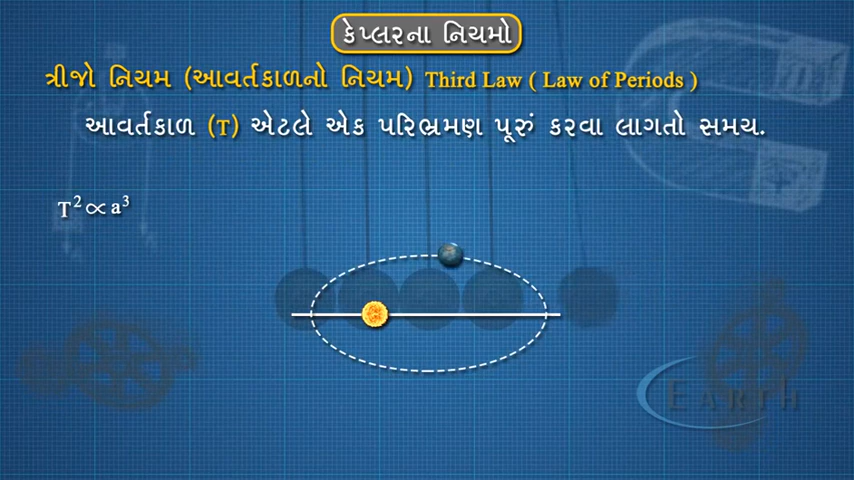 કેપ્લરના નિયમો
ત્રીજો નિયમ (આવર્તકાળનો નિયમ) Third Law ( Law of Periods )
આવર્તકાળ (T) એટલે એક પરિભ્રમણ પૂરું કરવા લાગતો સમય.
T² ∝ a³
EARTH